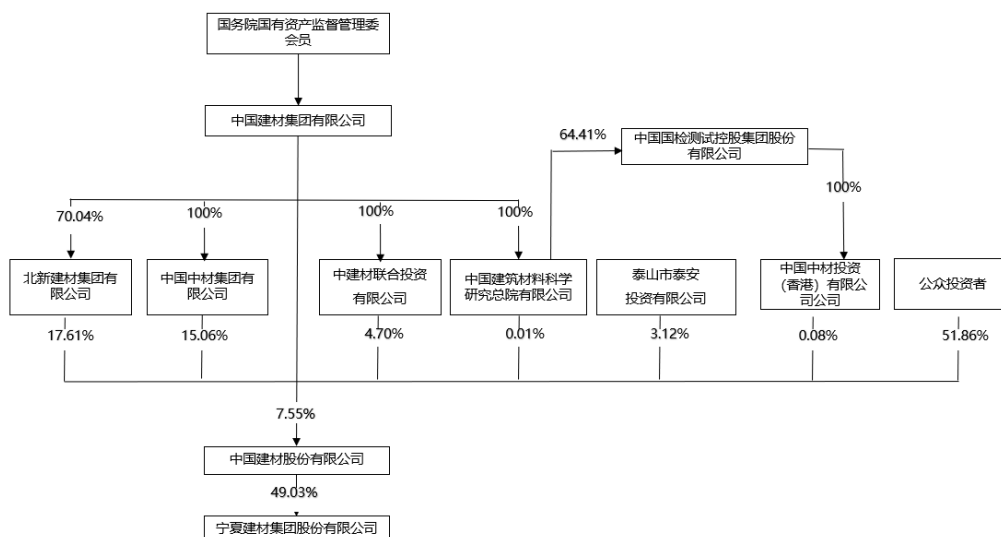 国务院国有资产监督管理委
会员
中国建材集团有限公司
64.41%
中国国检测试控股集团股份
有限公司
100%
70.04%
100%
100%
100%
北新建材集团有
限公司
中国中材集团有
限公司
中建材联合投资
有限公司
中国建筑材料科学
研究总院有限公司
泰山市泰安
投资有限公司
中国中材投资
（香港）有限公
司公司
公众投资者
17.61%
15.06%
4.70%
0.01%
3.12%
0.08%
51.86%
7.55%
中国建材股份有限公司
49.03%
宁夏建材集团股份有限公司